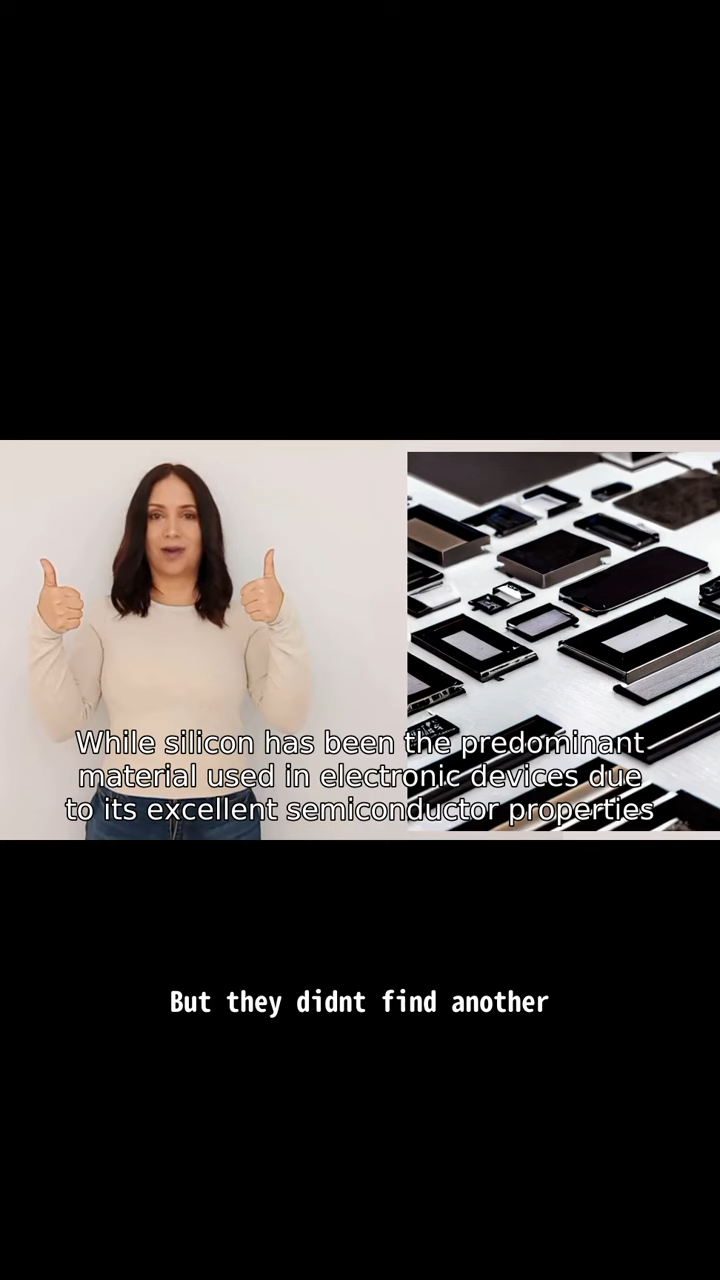 While silicon has been the predominant
material used in electronic devices due
to its excellent semiconductor properties
But they didnt find another